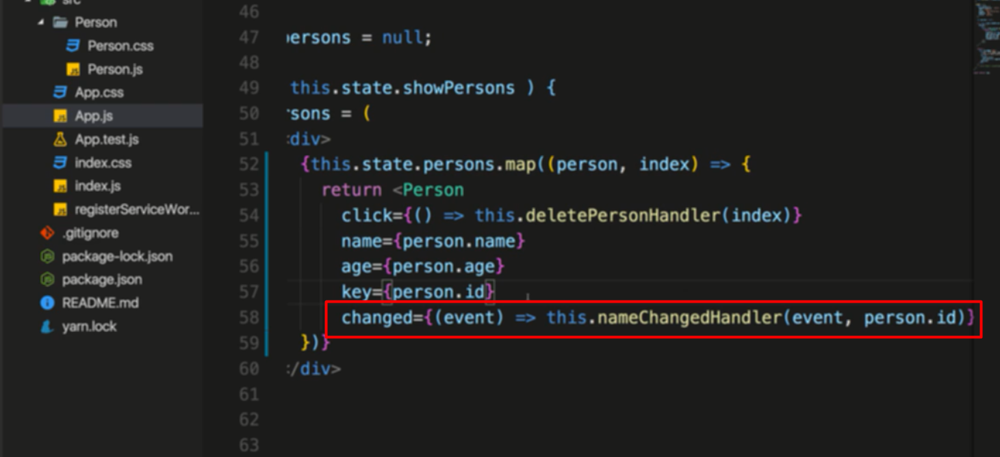 src
Person
Person.css
Person.js
App.css
App.js
App.test.js
index.css
index.js
registerServiceWor...
.gitignore
package-lock.json
package.json
README.md
yarn.lock
46
47 persons = null;
48
49 this.state.showPersons ) {
50 rsons = (
51 div>
52 {this.state.persons.map((person, index) => {
53 return <Person
54 click={() => this.deletePersonHandler(index)}
55 name={person.name}
56 age={person.age}
57 key={person.id}
58 changed={(event) => this.nameChangedHandler(event, person.id)}
59 })}
60 /div>
61
62
63